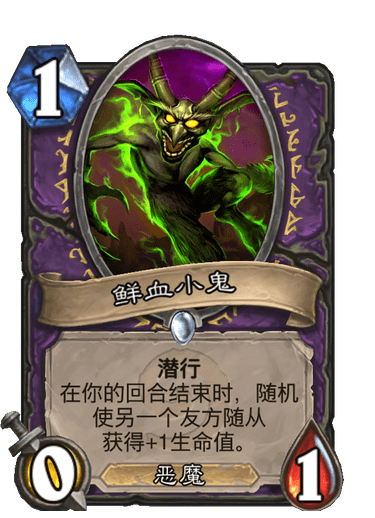 1
鲜血小鬼
潜行
在你的回合结束时，随机
使另一个友方随从
获得+1生命值。
0
恶魔
1